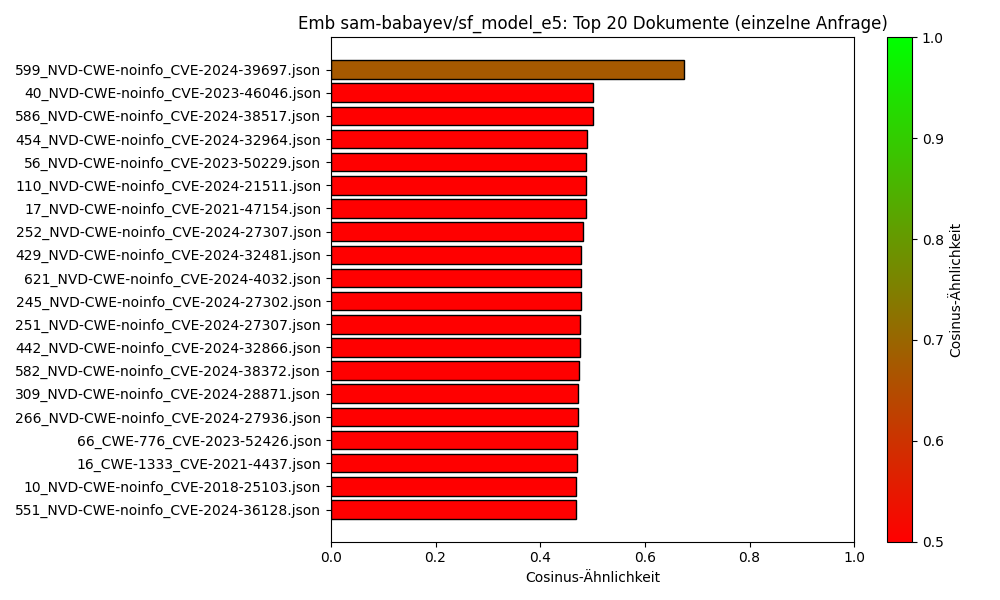 Emb sam-babayev/sf_model_e5: Top 20 Dokumente (einzelne Anfrage)
599_NVD-CWE-noinfo_CVE-2024-39697.json
40_NVD-CWE-noinfo_CVE-2023-46046.json
586_NVD-CWE-noinfo_CVE-2024-38517.json
454_NVD-CWE-noinfo_CVE-2024-32964.json
56_NVD-CWE-noinfo_CVE-2023-50229.json
110_NVD-CWE-noinfo_CVE-2024-21511.json
17_NVD-CWE-noinfo_CVE-2021-47154.json
252_NVD-CWE-noinfo_CVE-2024-27307.json
429_NVD-CWE-noinfo_CVE-2024-32481.json
621_NVD-CWE-noinfo_CVE-2024-4032.json
245_NVD-CWE-noinfo_CVE-2024-27302.json
251_NVD-CWE-noinfo_CVE-2024-27307.json
442_NVD-CWE-noinfo_CVE-2024-32866.json
582_NVD-CWE-noinfo_CVE-2024-38372.json
309_NVD-CWE-noinfo_CVE-2024-28871.json
266_NVD-CWE-noinfo_CVE-2024-27936.json
66_CWE-776_CVE-2023-52426.json
16_CWE-1333_CVE-2021-4437.json
10_NVD-CWE-noinfo_CVE-2018-25103.json
551_NVD-CWE-noinfo_CVE-2024-36128.json
0.0 0.2 0.4 0.6 0.8 1.0
Cosinus-Ähnlichkeit
1.0
0.9
0.8
0.7
0.6
0.5
Cosinus-Ähnlichkeit